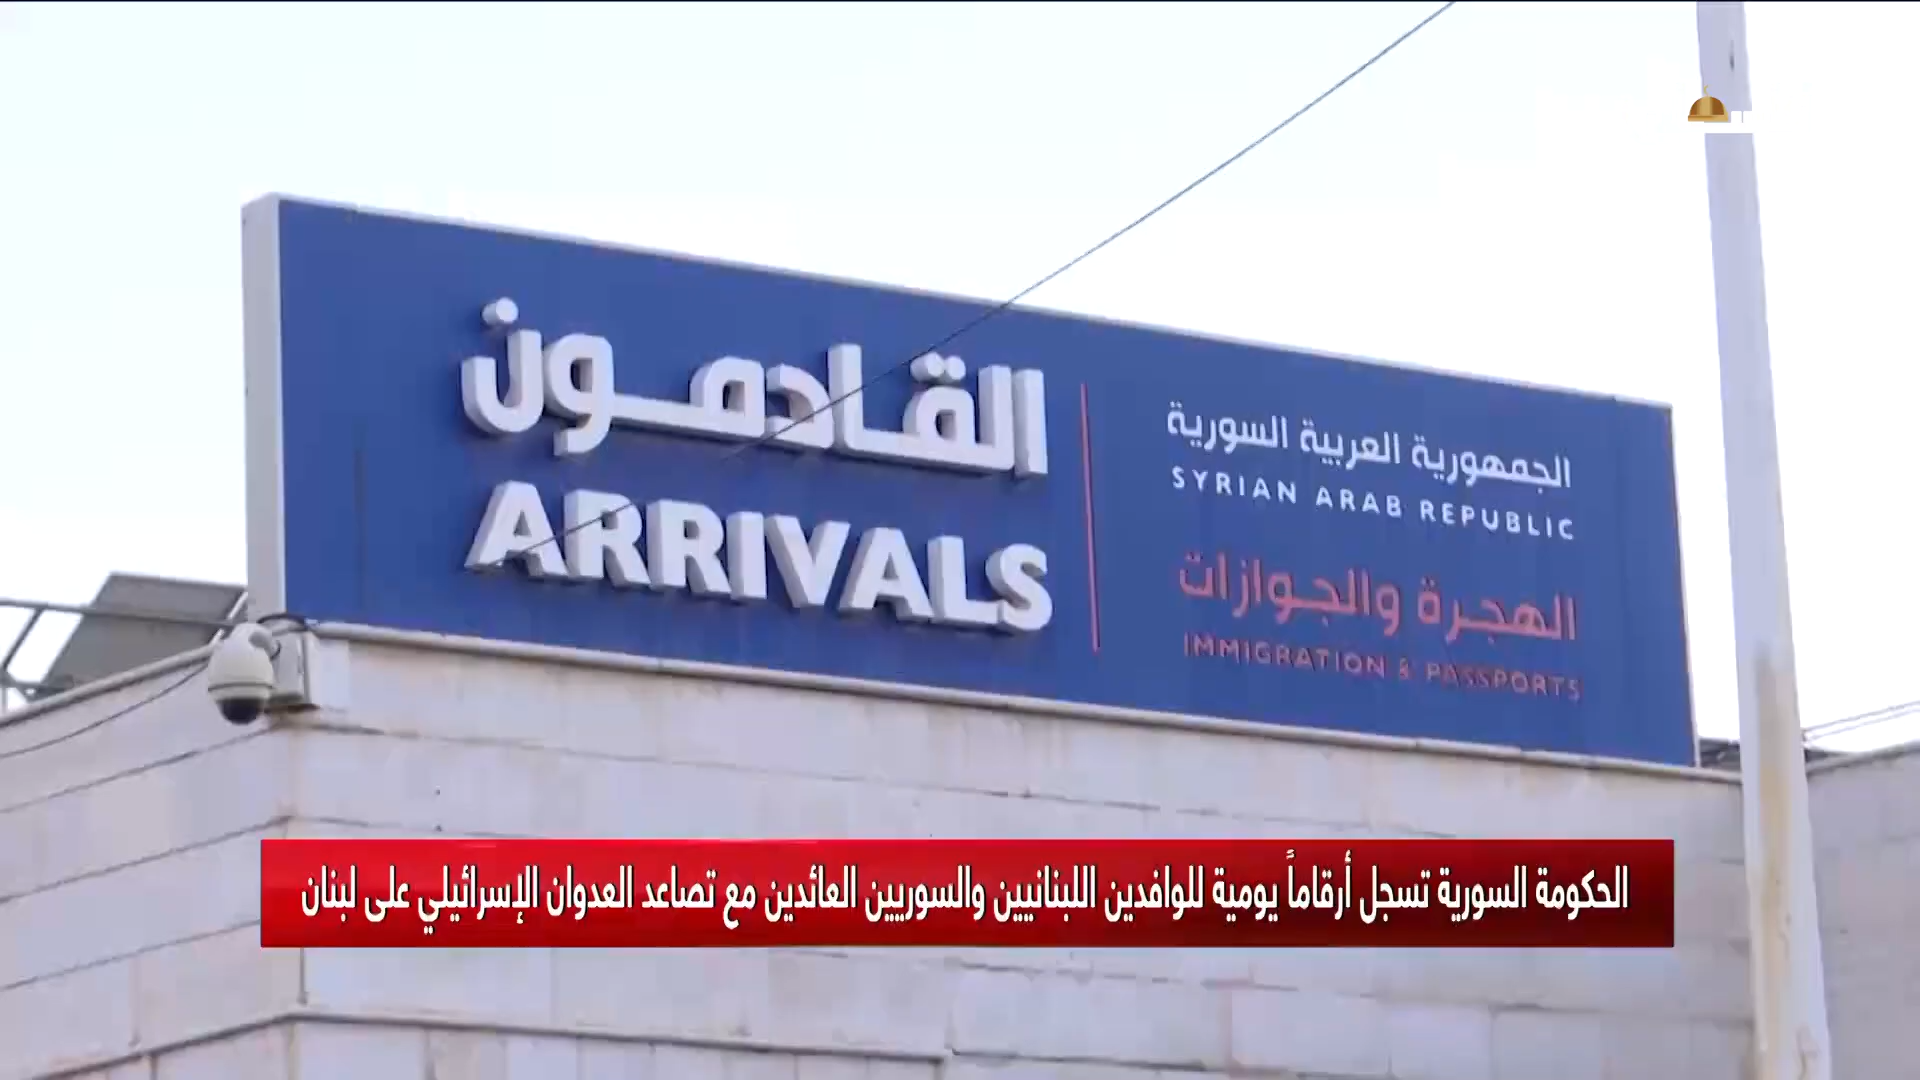 القادمون
ARRIVALS
الجمهورية العربية السورية
SYRIAN ARAB REPUBLIC
الهجرة والجوازات
IMMIGRATION & PASSPORTS
الحكومة السورية تسجل أرقاماً يومية للوافدين اللبنانيين والسوريين العائدين مع تصاعد العدوان الإسرائيلي على لبنان